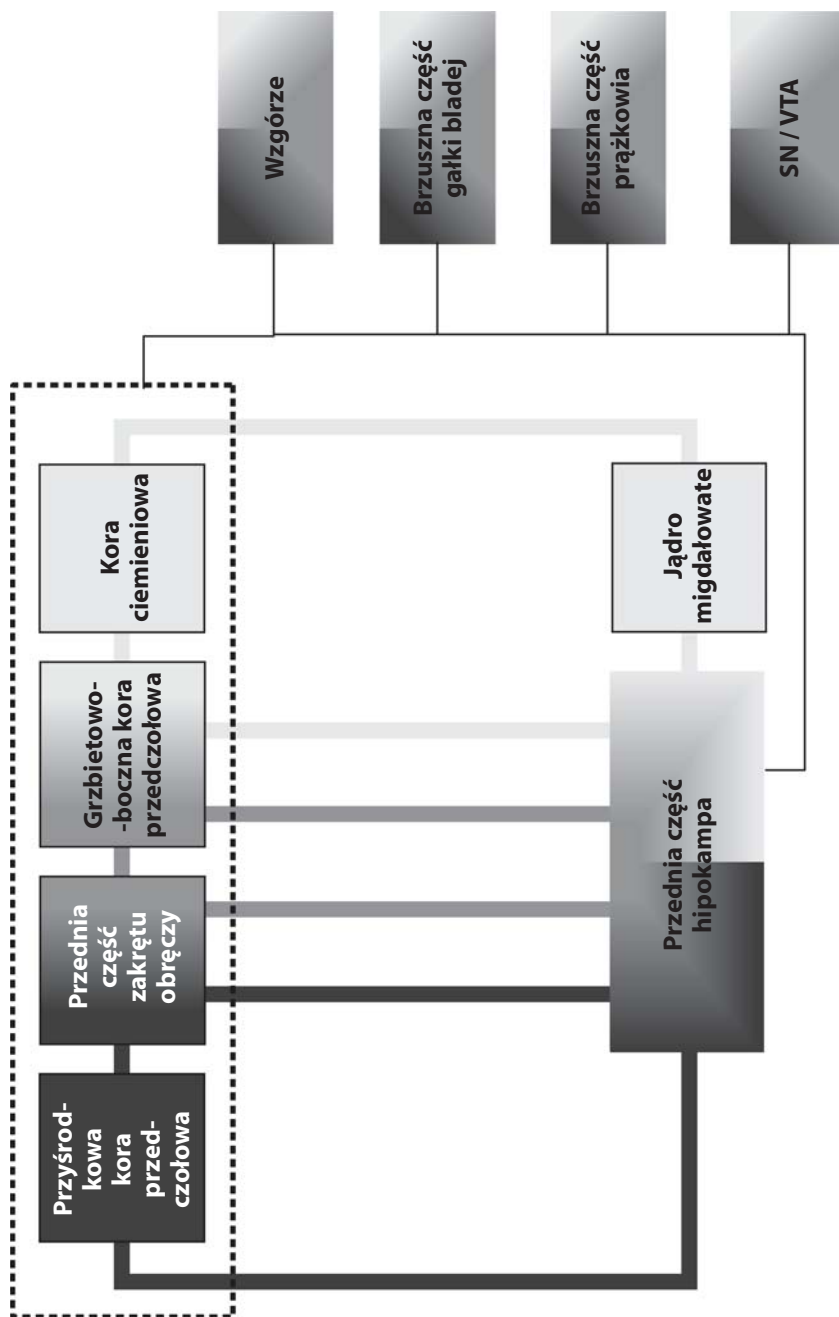 Przyśrod-
kowa
kora
przed-
czołowa
Przednia
część
zakrętu
obręczy
Grzbietowo-
-boczna kora
przedczołowa
Kora
ciemieniowa
Przednia część
hipokampa
Jądro
migdałowate
Wzgórze
Brzuszna część
gałki bladej
Brzuszna część
prążkowia
SN / VTA